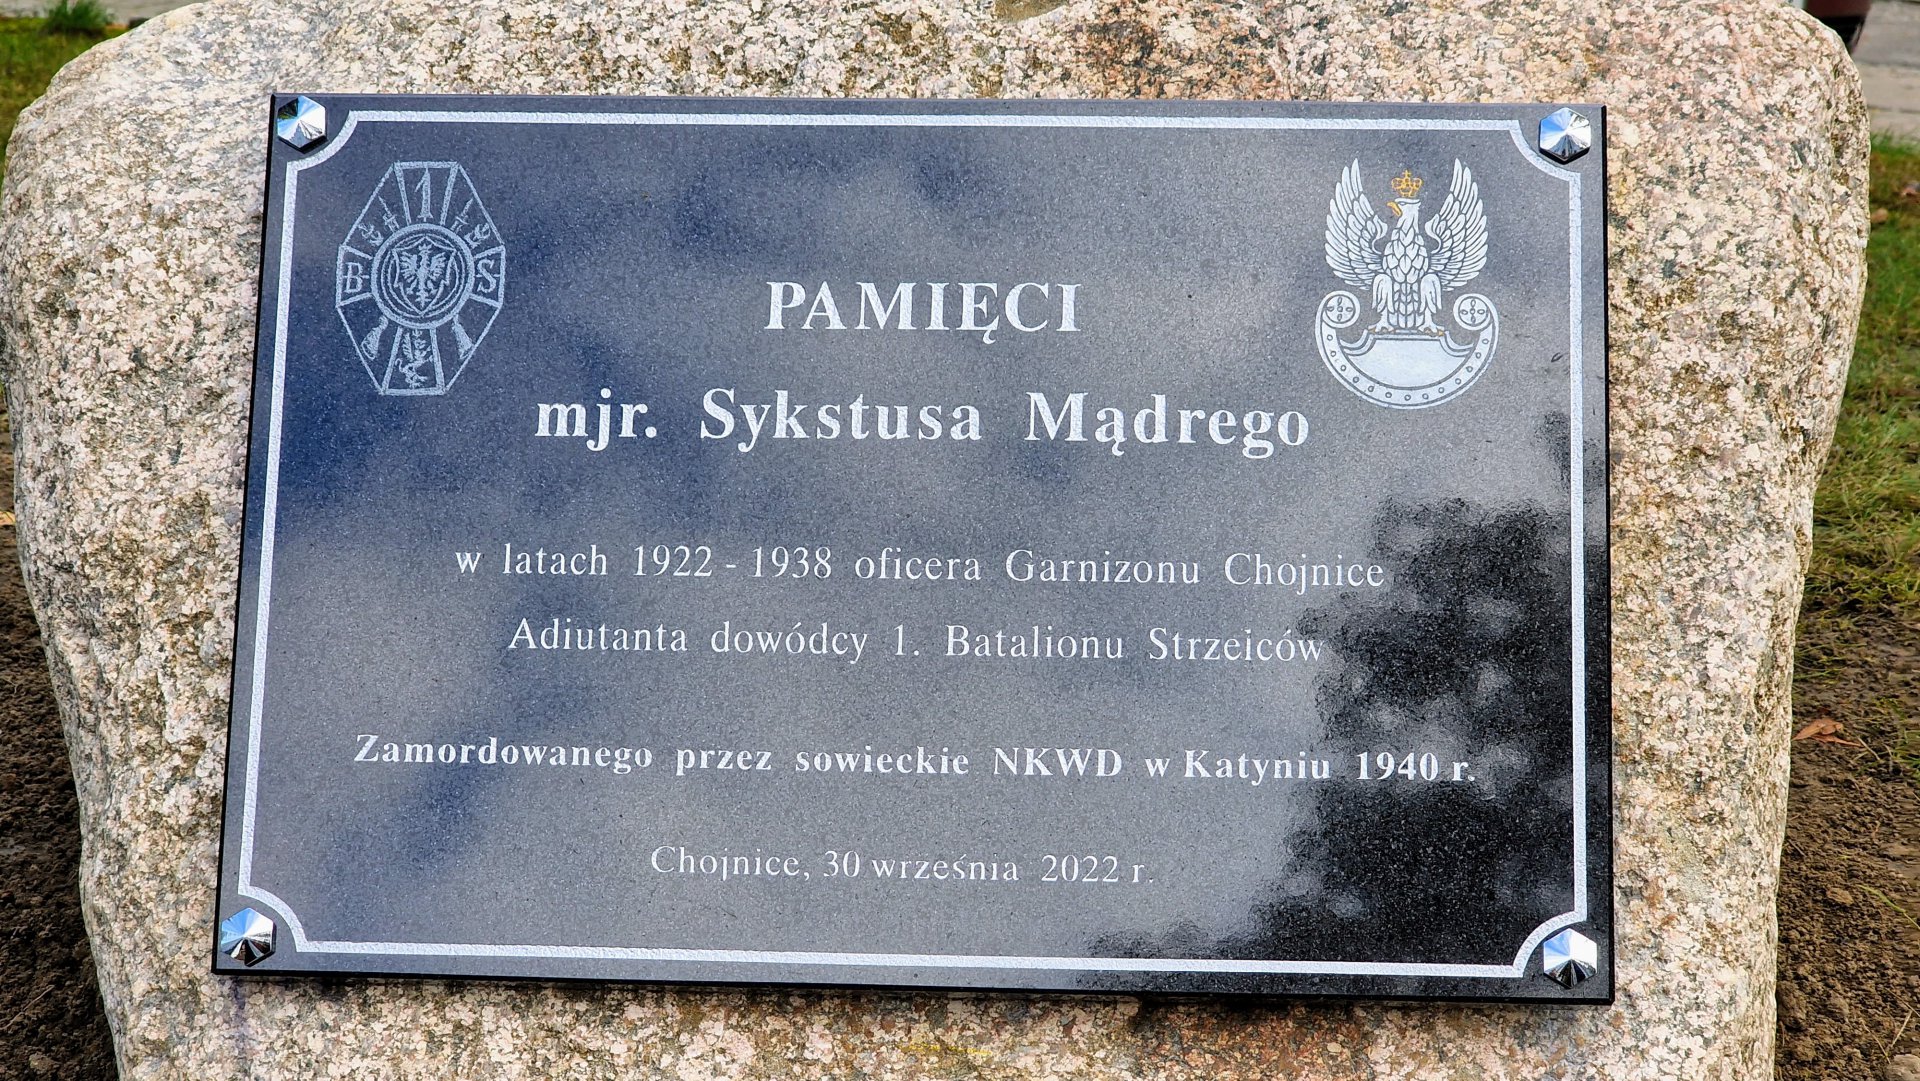 1
B S
PAMIĘCI
mjr. Sykstusa Mądrego
w latach 1922 - 1938 oficera Garnizonu Chojnice
Adiutanta dowódcy 1. Batalionu Strzelców
Zamordowanego przez sowieckie NKWD w Katyniu 1940 r.
Chojnice, 30 września 2022 r.